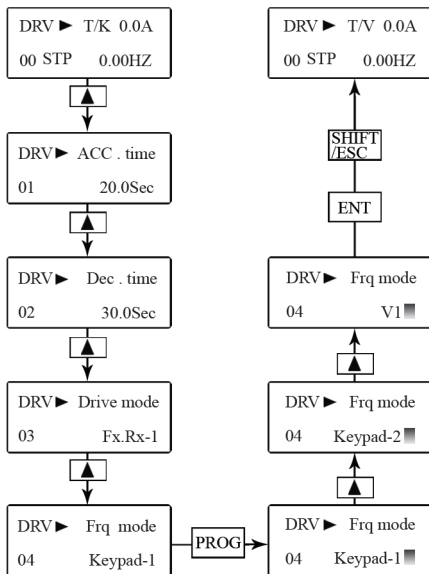 DRV► T/K 0.0A
00 STP 0.00HZ
▲
DRV► ACC . time
01 20.0Sec
▲
DRV► Dec . time
02 30.0Sec
▲
DRV► Drive mode
03 Fx.Rx-1
▲
DRV► Frq mode
04 Keypad-1
PROG
DRV► Frq mode
04 Keypad-1
▲
DRV► Frq mode
04 Keypad-2
▲
DRV► Frq mode
04 V1
ENT
SHIFT
/ESC
DRV► T/V 0.0A
00 STP 0.00HZ